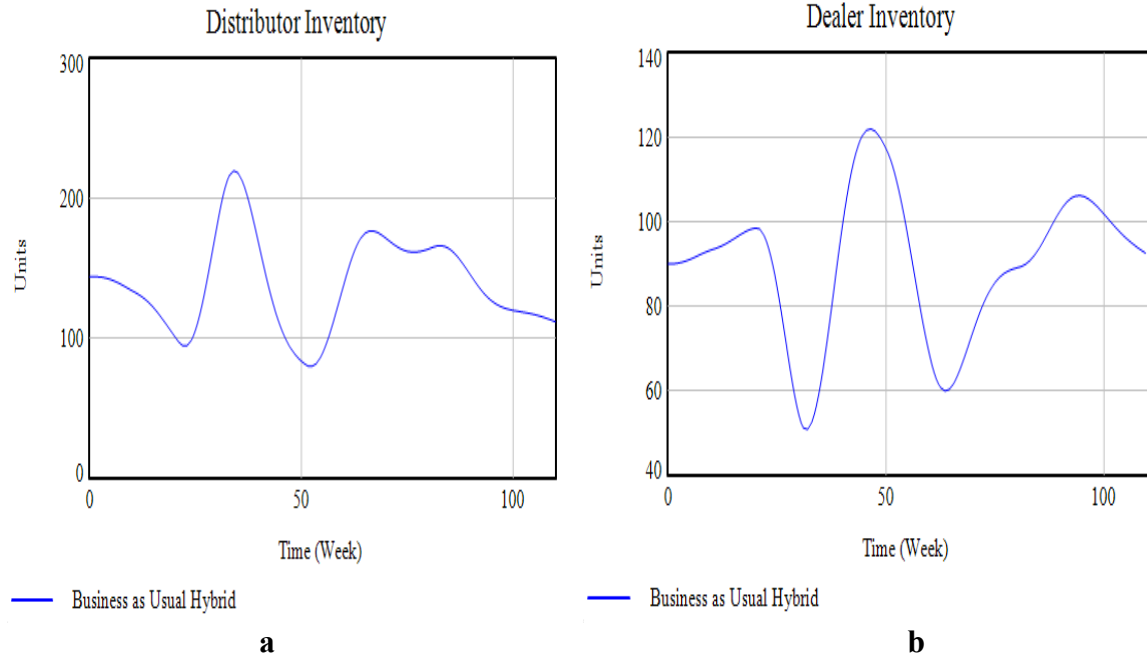 Distributor Inventory
300
200
100
0
Units
0 50 100
Time (Week)
Business as Usual Hybrid
a
Dealer Inventory
140
120
100
80
60
40
Units
0 50 100
Time (Week)
Business as Usual Hybrid
b